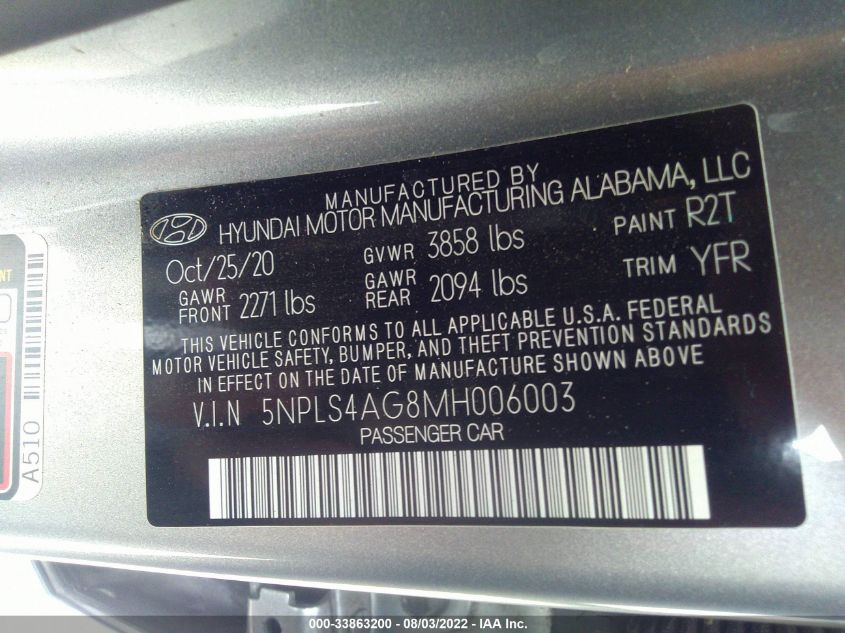 MANUFACTURED BY
HYUNDAI MOTOR MANUFACTURING ALABAMA, LLC
Oct/25/20 GVWR 3858 lbs PAINT R2T
GAWR FRONT 2271 lbs GAWR REAR 2094 lbs TRIM YFR
THIS VEHICLE CONFORMS TO ALL APPLICABLE U.S.A. FEDERAL
MOTOR VEHICLE SAFETY, BUMPER, AND THEFT PREVENTION STANDARDS
IN EFFECT ON THE DATE OF MANUFACTURE SHOWN ABOVE
V.I.N 5NPLS4AG8MH006003
PASSENGER CAR
A510
000-33863200 - 08/03/2022 - IAA Inc.